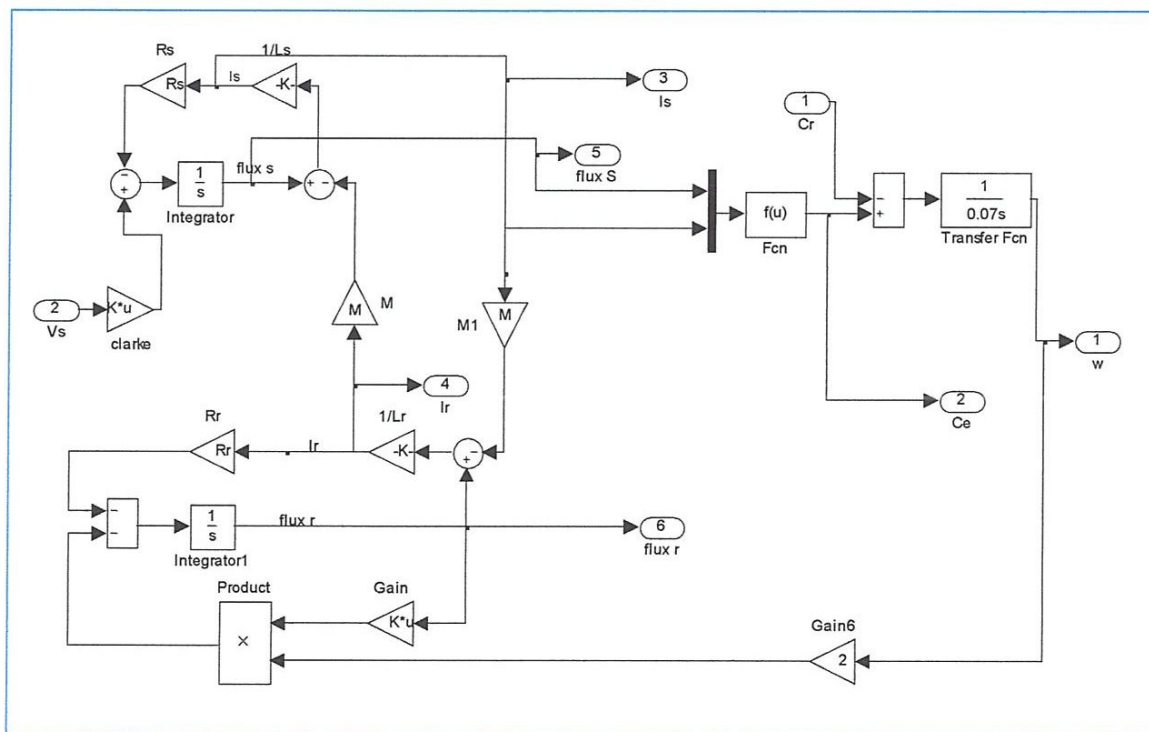 Rs
1/Ls
Rs
Is
-K-
3
Is
1
Cr
5
flux S
-
+
1
s
Integrator
flux s
+
-
f(u)
Fcn
-
+
1
0.07s
Transfer Fcn
2
Vs
K*u
clarke
M
M
M1
M
1
w
4
Ir
2
Ce
Rr
Rr
Ir
1/Lr
-K-
+
-
-
-
1
s
Integrator1
flux r
6
flux r
Product
×
Gain
K*u
Gain6
2